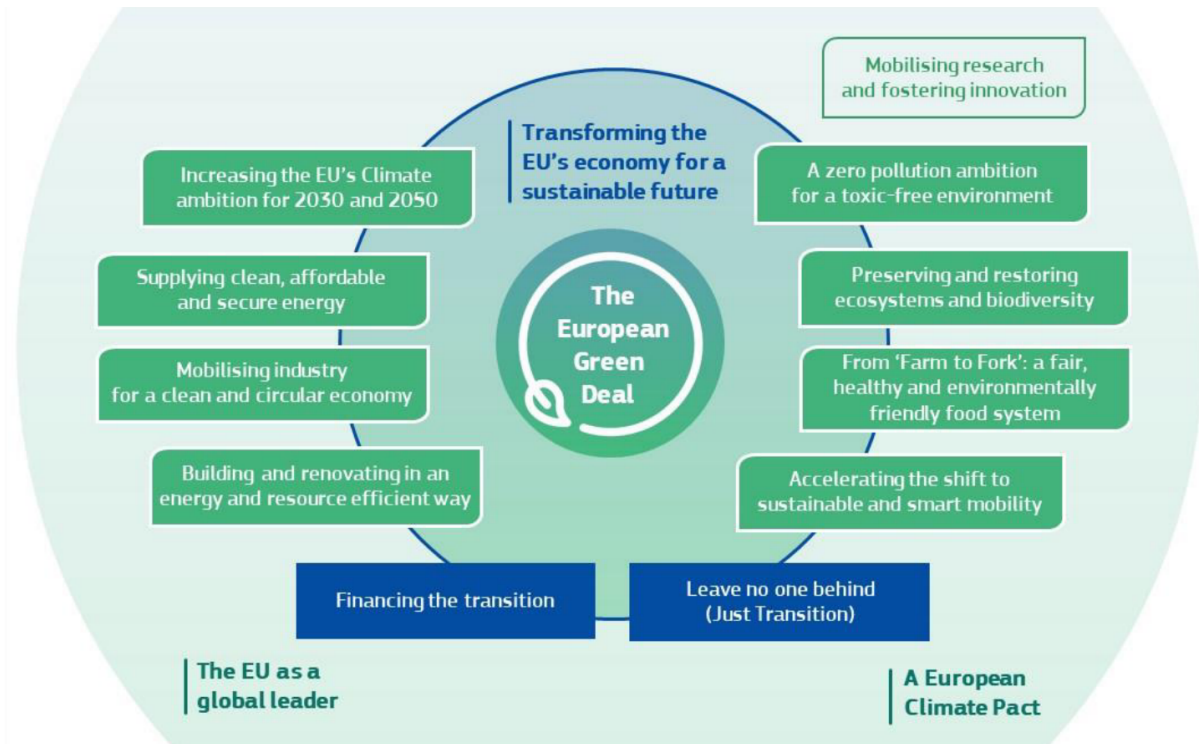 Mobilising research
and fostering innovation
Transforming the
EU's economy for a
sustainable future
Increasing the EU's Climate
ambition for 2030 and 2050
A zero pollution ambition
for a toxic-free environment
Supplying clean, affordable
and secure energy
Preserving and restoring
ecosystems and biodiversity
The
European
Green
Deal
Mobilising industry
for a clean and circular economy
From ‘Farm to Fork’: a fair,
healthy and environmentally
friendly food system
Building and renovating in an
energy and resource efficient way
Accelerating the shift to
sustainable and smart mobility
Financing the transition
Leave no one behind
(Just Transition)
The EU as a
global leader
A European
Climate Pact